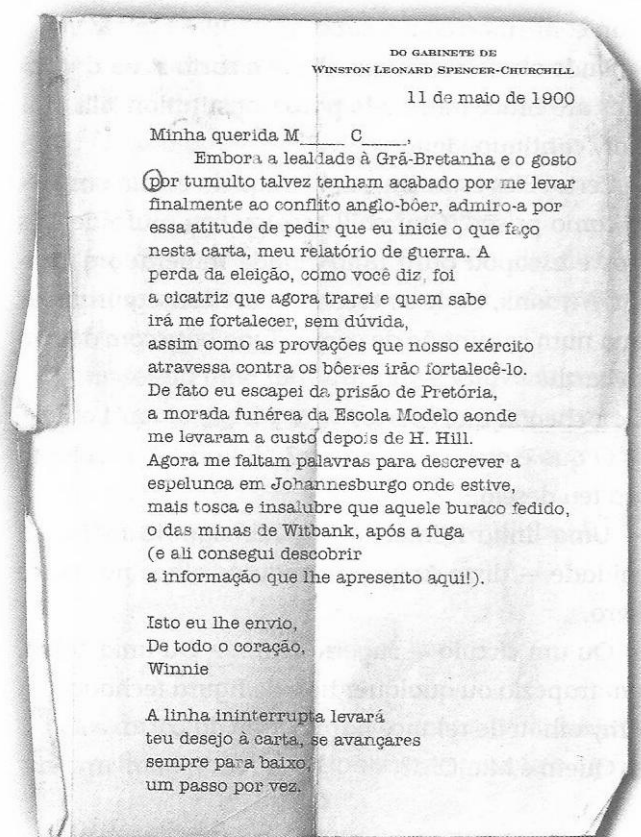 DO GABINETE DE
WINSTON LEONARD SPENCER-CHURCHILL
11 de maio de 1900
Minha querida M_____ C_____,
Embora a lealdade à Grã-Bretanha e o gosto
por tumulto talvez tenham acabado por me levar
finalmente ao conflito anglo-bôer, admiro-a por
essa atitude de pedir que eu inicie o que faço
nesta carta, meu relatório de guerra. A
perda da eleição, como você diz, foi
a cicatriz que agora trarei e quem sabe
irá me fortalecer, sem dúvida,
assim como as provações que nosso exército
atravessa contra os bôeres irão fortalecê-lo.
De fato eu escapei da prisão de Pretória,
a morada funérea da Escola Modelo aonde
me levaram a custo depois de H. Hill.
Agora me faltam palavras para descrever a
espelunca em Johannesburgo onde estive,
mais tosca e insalubre que aquele buraco fedido,
o das minas de Witbank, após a fuga
(e ali consegui descobrir
a informação que lhe apresento aqui!).
Isto eu lhe envio,
De todo o coração,
Winnie
A linha ininterrupta levará
teu desejo à carta, se avançares
sempre para baixo,
um passo por vez.